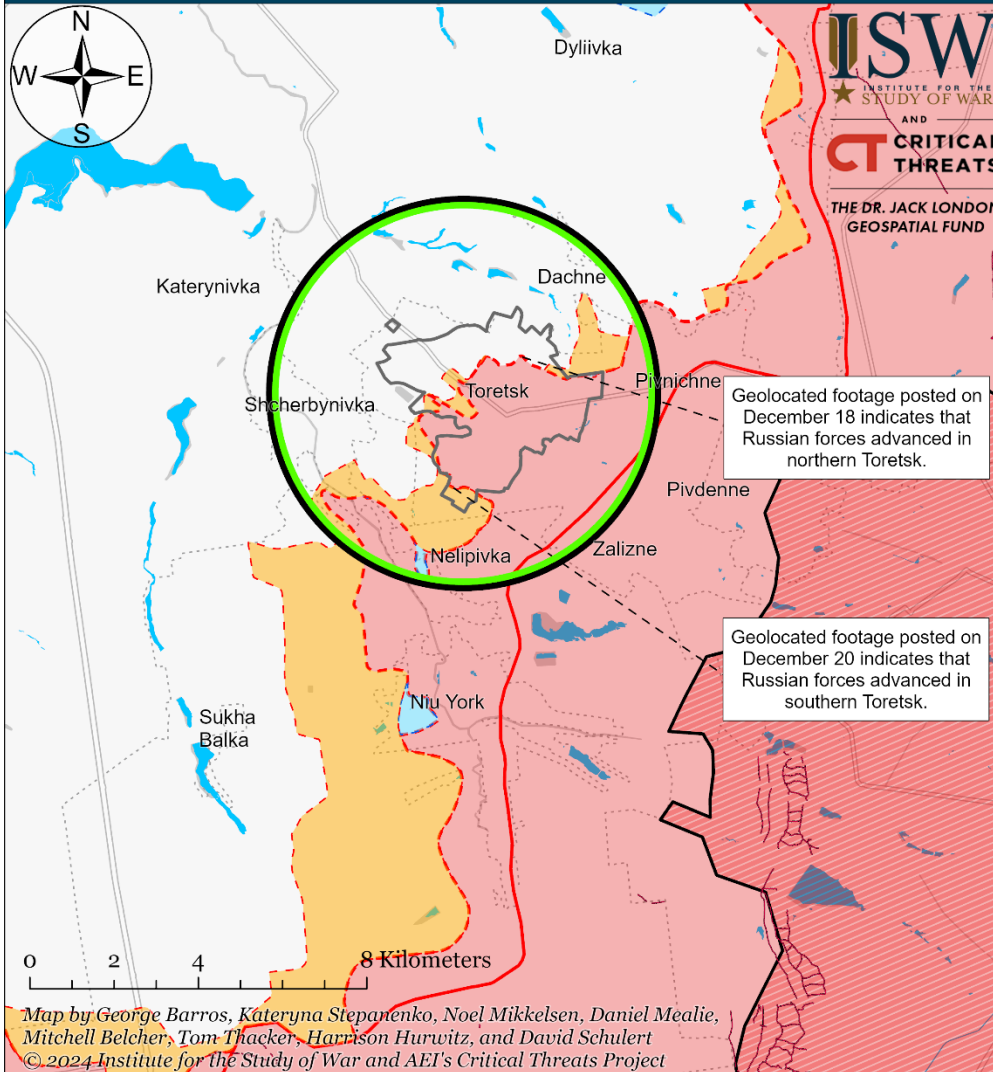 N
W
E
S
ISW
INSTITUTE FOR THE
STUDY OF WAR
AND
CT CRITICAL
THREATS
THE DR. JACK LONDON
GEOSPATIAL FUND
Dyliivka
Dachne
Katerynivka
Toretsk
Pivnichne
Shcherbynivka
Geolocated footage posted on
December 18 indicates that
Russian forces advanced in
northern Toretsk.
Pivdenne
Zalizne
Nelipivka
Geolocated footage posted on
December 20 indicates that
Russian forces advanced in
southern Toretsk.
Niu York
Sukha
Balka
0 2 4 8 Kilometers
Map by George Barros, Kateryna Stepanenko, Noel Mikkelsen, Daniel Mealie,
Mitchell Belcher, Tom Thacker, Harrison Hurwitz, and David Schulert
© 2024 Institute for the Study of War and AEI's Critical Threats Project